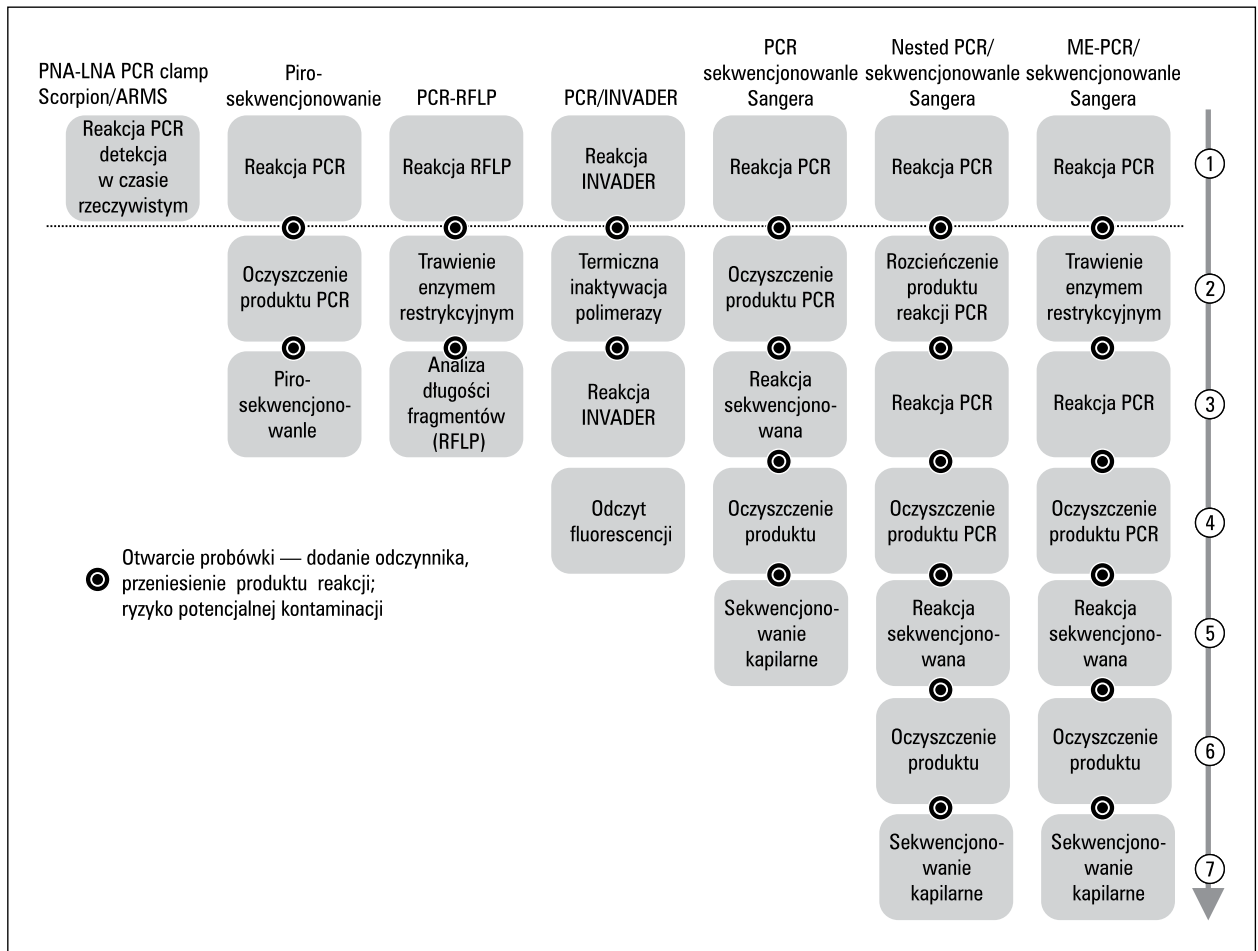 PNA-LNA PCR clamp
Scorpion/ARMS
Piro-
sekwencjonowanie
PCR-RFLP
PCR/INVADER
PCR
sekwencjonowanle
Sangera
Nested PCR/
sekwencjonowanle
Sangera
ME-PCR/
sekwencjonowanle
Sangera
Reakcja PCR
detekcja
w czasie
rzeczywistym
Reakcja PCR
Reakcja RFLP
Reakcja
INVADER
Reakcja PCR
Reakcja PCR
Reakcja PCR
1
Oczyszczenie
produktu PCR
Trawienie
enzymem
restrykcyjnym
Termiczna
inaktywacja
polimerazy
Oczyszczenie
produktu PCR
Rozcieńczenie
produktu
reakcji PCR
Trawienie
enzymem
restrykcyjnym
2
Piro-
sekwencjono-
wanle
Analiza
długości
fragmentów
(RFLP)
Reakcja
INVADER
Reakcja
sekwencjono-
wana
Reakcja PCR
Reakcja PCR
3
Odczyt
fluorescencji
Oczyszczenie
produktu
Oczyszczenie
produktu PCR
Oczyszczenie
produktu PCR
4
Otwarcie probówki — dodanie odczynnika,
przeniesienie produktu reakcji;
ryzyko potencjalnej kontaminacji
Sekwencjono-
wanie
kapilarne
Reakcja
sekwencjono-
wana
Reakcja
sekwencjono-
wana
5
Oczyszczenie
produktu
Oczyszczenie
produktu
6
Sekwencjono-
wanie
kapilarne
Sekwencjono-
wanie
kapilarne
7